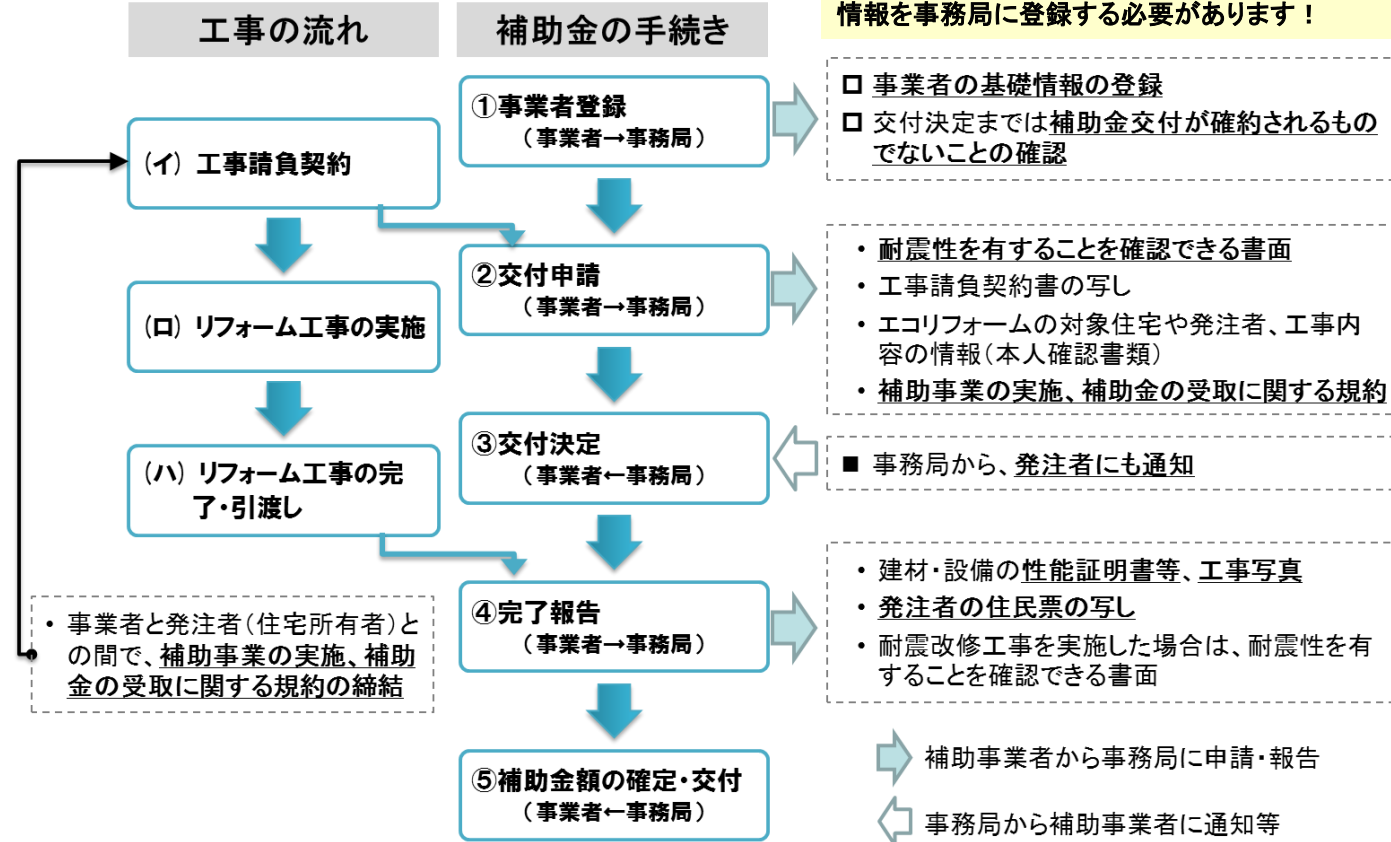 情報を事務局に登録する必要があります！
工事の流れ
補助金の手続き
①事業者登録
（事業者→事務局）
□ 事業者の基礎情報の登録
□ 交付決定までは補助金交付が確約されるもの
でないことの確認
(イ) 工事請負契約
②交付申請
（事業者→事務局）
・ 耐震性を有することを確認できる書面
・ 工事請負契約書の写し
・ エコリフォームの対象住宅や発注者、工事内
容の情報（本人確認書類）
・ 補助事業の実施、補助金の受取に関する規約
(ロ) リフォーム工事の実施
③交付決定
（事業者←事務局）
■ 事務局から、発注者にも通知
(ハ) リフォーム工事の完
了・引渡し
④完了報告
（事業者→事務局）
・ 建材・設備の性能証明書等、工事写真
・ 発注者の住民票の写し
・ 耐震改修工事を実施した場合は、耐震性を有
することを確認できる書面
・ 事業者と発注者（住宅所有者）と
の間で、補助事業の実施、補助
金の受取に関する規約の締結
⑤補助金額の確定・交付
（事業者←事務局）
補助事業者から事務局に申請・報告
事務局から補助事業者に通知等